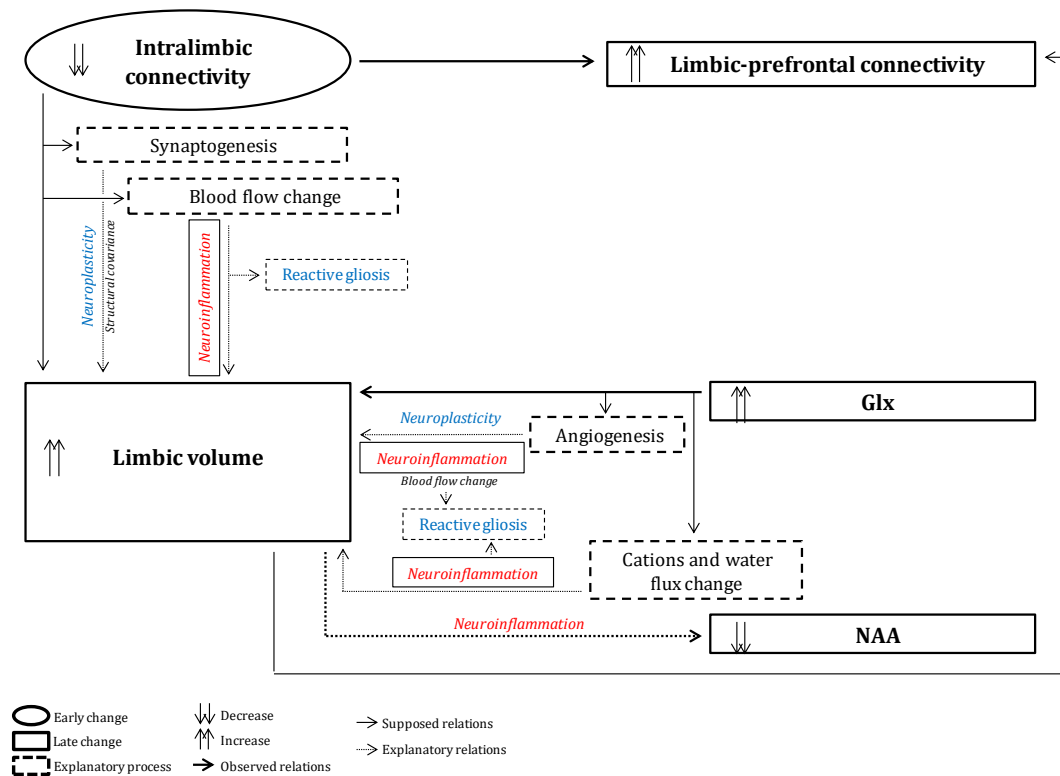 Intralimbic
connectivity
Limbic-prefrontal connectivity
Synaptogenesis
Blood flow change
Neuroplasticity
Structural covariance
Neuroinflammation
Reactive gliosis
Limbic volume
Glx
Neuroplasticity
Angiogenesis
Neuroinflammation
Blood flow change
Reactive gliosis
Neuroinflammation
Cations and water
flux change
Neuroinflammation
NAA
Early change
Late change
Explanatory process
Decrease
Increase
Observed relations
Supposed relations
Explanatory relations